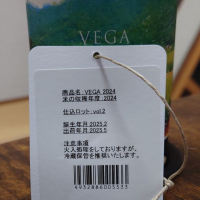 VEGA
商品名: VEGA 2024
米の収穫年度: 2024
仕込ロット: vol.2
誕生年月 2025.2
出荷年月 2025.5
注意事項
火入処理をしておりますが、
冷蔵保管を推奨いたします。
4932886005533